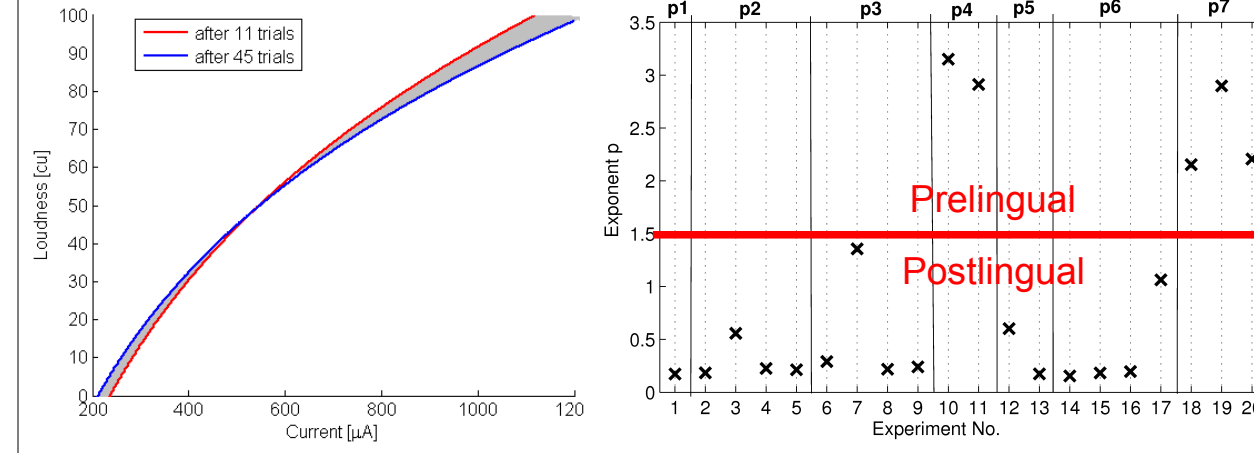 after 11 trials
after 45 trials
100
90
80
70
60
50
40
30
20
10
0
200 400 600 800 1000 120
Loudness [cu]
Current [µA]
p1 p2 p3 p4 p5 p6 p7
3.5
3
2.5
2
1.5
1
0.5
0
Exponent p
Prelingual
Postlingual
1 2 3 4 5 6 7 8 9 10 11 12 13 14 15 16 17 18 19 20
Experiment No.